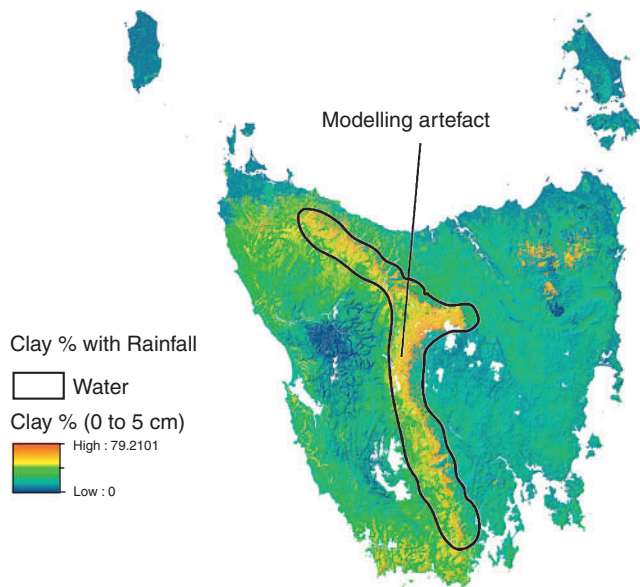 Modelling artefact
Clay % with Rainfall
Water
Clay % (0 to 5 cm)
High : 79.2101
Low : 0